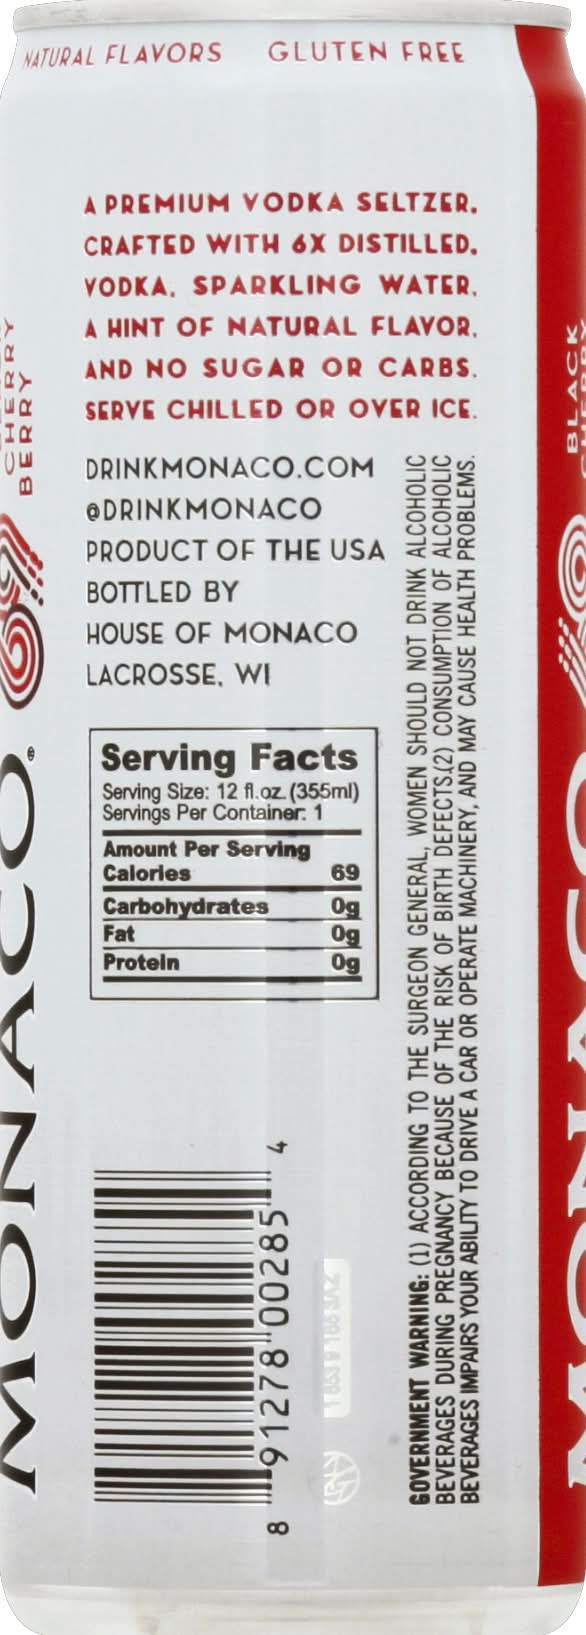 NATURAL FLAVORS GLUTEN FREE
A PREMIUM VODKA SELTZER.
CRAFTED WITH 6X DISTILLED.
VODKA, SPARKLING WATER,
A HINT OF NATURAL FLAVOR,
AND NO SUGAR OR CARBS.
SERVE CHILLED OR OVER ICE.
DRINKMONACO.COM
@DRINKMONACO
PRODUCT OF THE USA
BOTTLED BY
HOUSE OF MONACO
LACROSSE, WI
Serving Facts
Serving Size: 12 fl.oz. (355ml)
Servings Per Container: 1
Amount Per Serving
Calories 69
Carbohydrates 0g
Fat 0g
Protein 0g
8 91278 00285 4
GOVERNMENT WARNING: (1) ACCORDING TO THE SURGEON GENERAL, WOMEN SHOULD NOT DRINK ALCOHOLIC
BEVERAGES DURING PREGNANCY BECAUSE OF THE RISK OF BIRTH DEFECTS.(2) CONSUMPTION OF ALCOHOLIC
BEVERAGES IMPAIRS YOUR ABILITY TO DRIVE A CAR OR OPERATE MACHINERY, AND MAY CAUSE HEALTH PROBLEMS.
CHERRY
BERRY
MONACO®
BLACK
CHERRY
MONACO